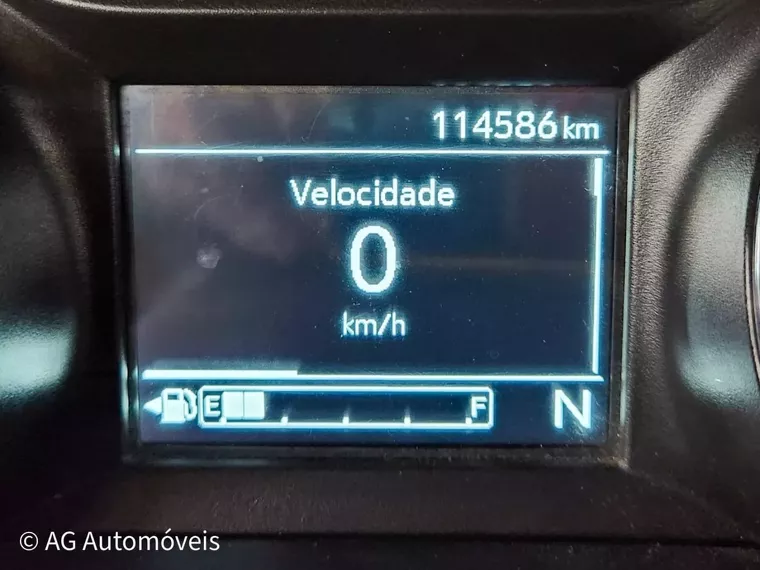 114586 km
Velocidade
0
km/h
E F N
© AG Automóveis